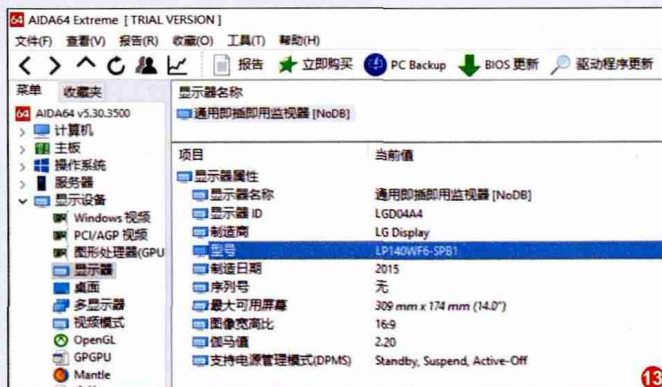 AIDA64 Extreme [ TRIAL VERSION ]
文件(F) 查看(V) 报告(R) 收藏(O) 工具(T) 帮助(H)
报告 立即购买 PC Backup BIOS 更新 驱动程序更新
菜单 收藏夹
AIDA64 v5.30.3500
计算机
主板
操作系统
服务器
显示设备
Windows 视频
PCI/AGP 视频
图形处理器(GPU
显示器
桌面
多显示器
视频模式
OpenGL
GPGPU
Mantle
显示器名称
通用即插即用监视器 [NoDB]
项目 当前值
显示器属性
显示器名称 通用即插即用监视器 [NoDB]
显示器 ID LGD04A4
制造商 LG Display
型号 LP140WF6-SPB1
制造日期 2015
序列号 无
最大可用屏幕 309 mm x 174 mm (14.0")
图像宽高比 16:9
伽马值 2.20
支持电源管理模式(DPMS) Standby, Suspend, Active-Off
13